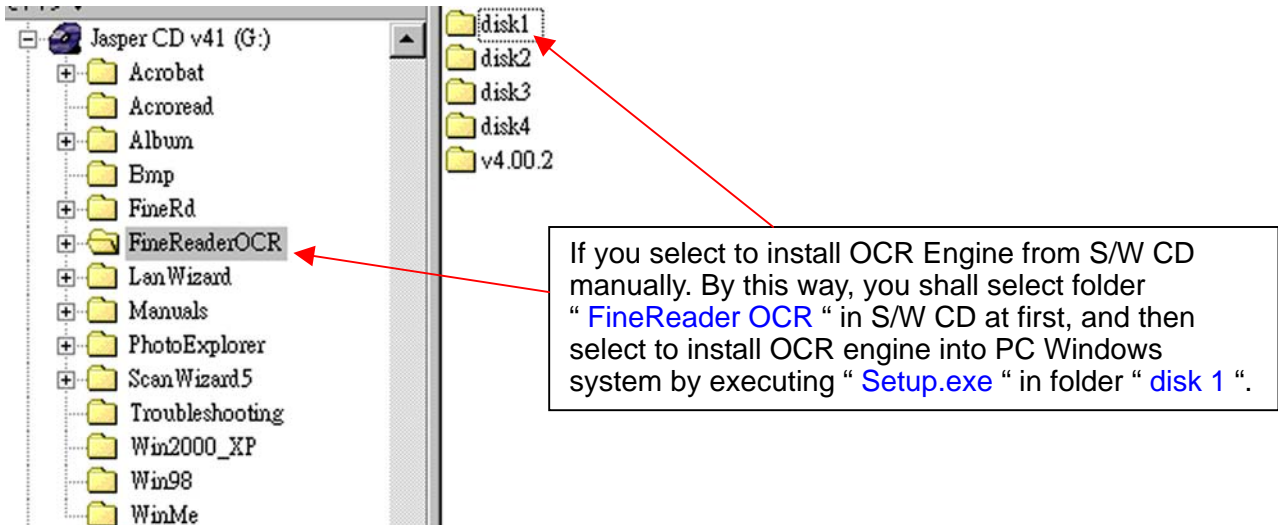 Jasper CD v41 (G:)
Acrobat
Acroread
Album
Bmp
FineRd
FineReaderOCR
LanWizard
Manuals
PhotoExplorer
ScanWizard5
Troubleshooting
Win2000_XP
Win98
WinMe
disk1
disk2
disk3
disk4
v4.00.2
If you select to install OCR Engine from S/W CD
manually. By this way, you shall select folder
“ FineReader OCR “ in S/W CD at first, and then
select to install OCR engine into PC Windows
system by executing “ Setup.exe “ in folder “ disk 1 “.